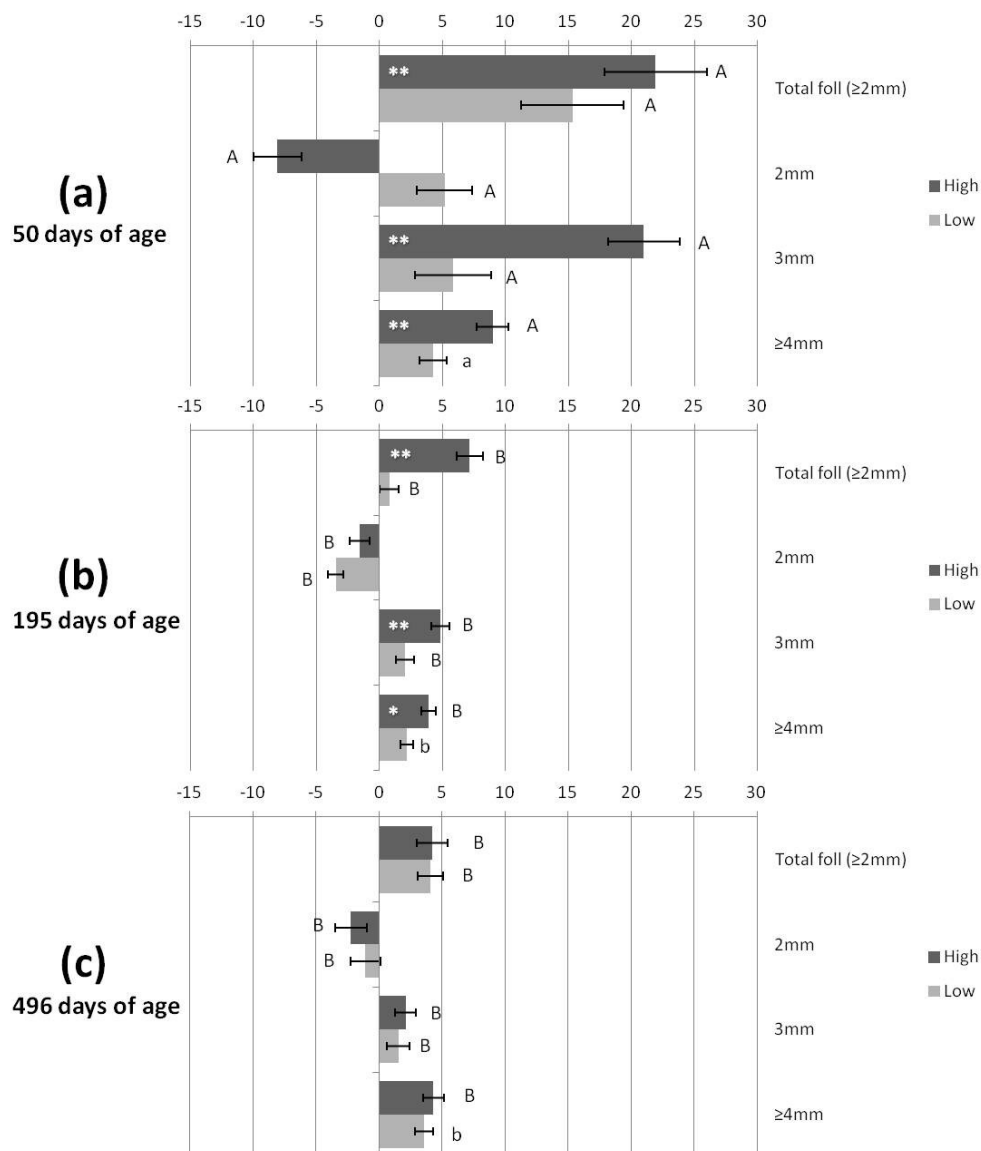 -15 -10 -5 0 5 10 15 20 25 30
** A
Total foll (≥2mm)
A
A
2mm
A
(a)
50 days of age
High
Low
** A
3mm
A
** A
≥4mm
a
-15 -10 -5 0 5 10 15 20 25 30
** B
Total foll (≥2mm)
B
B
2mm
B
(b)
195 days of age
High
Low
** B
3mm
B
* B
≥4mm
b
-15 -10 -5 0 5 10 15 20 25 30
B
Total foll (≥2mm)
B
B
2mm
B
(c)
496 days of age
High
Low
B
3mm
B
B
≥4mm
b